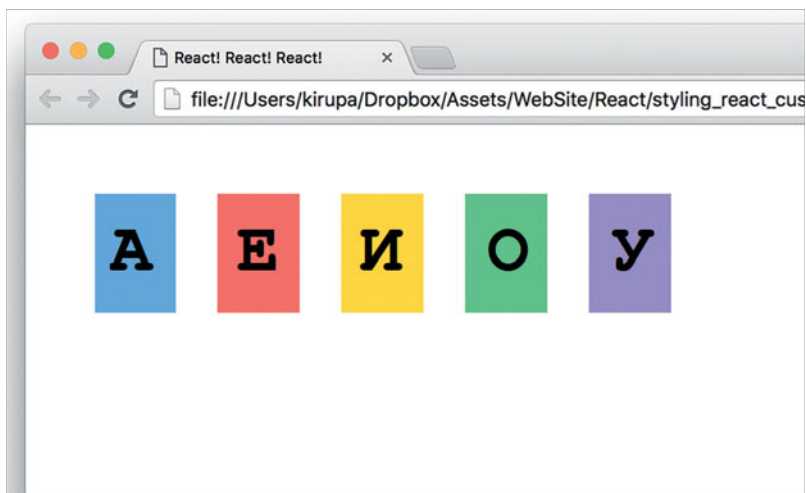 React! React! React!
file:///Users/kirupa/Dropbox/Assets/WebSite/React/styling_react_cus
А Е И О У